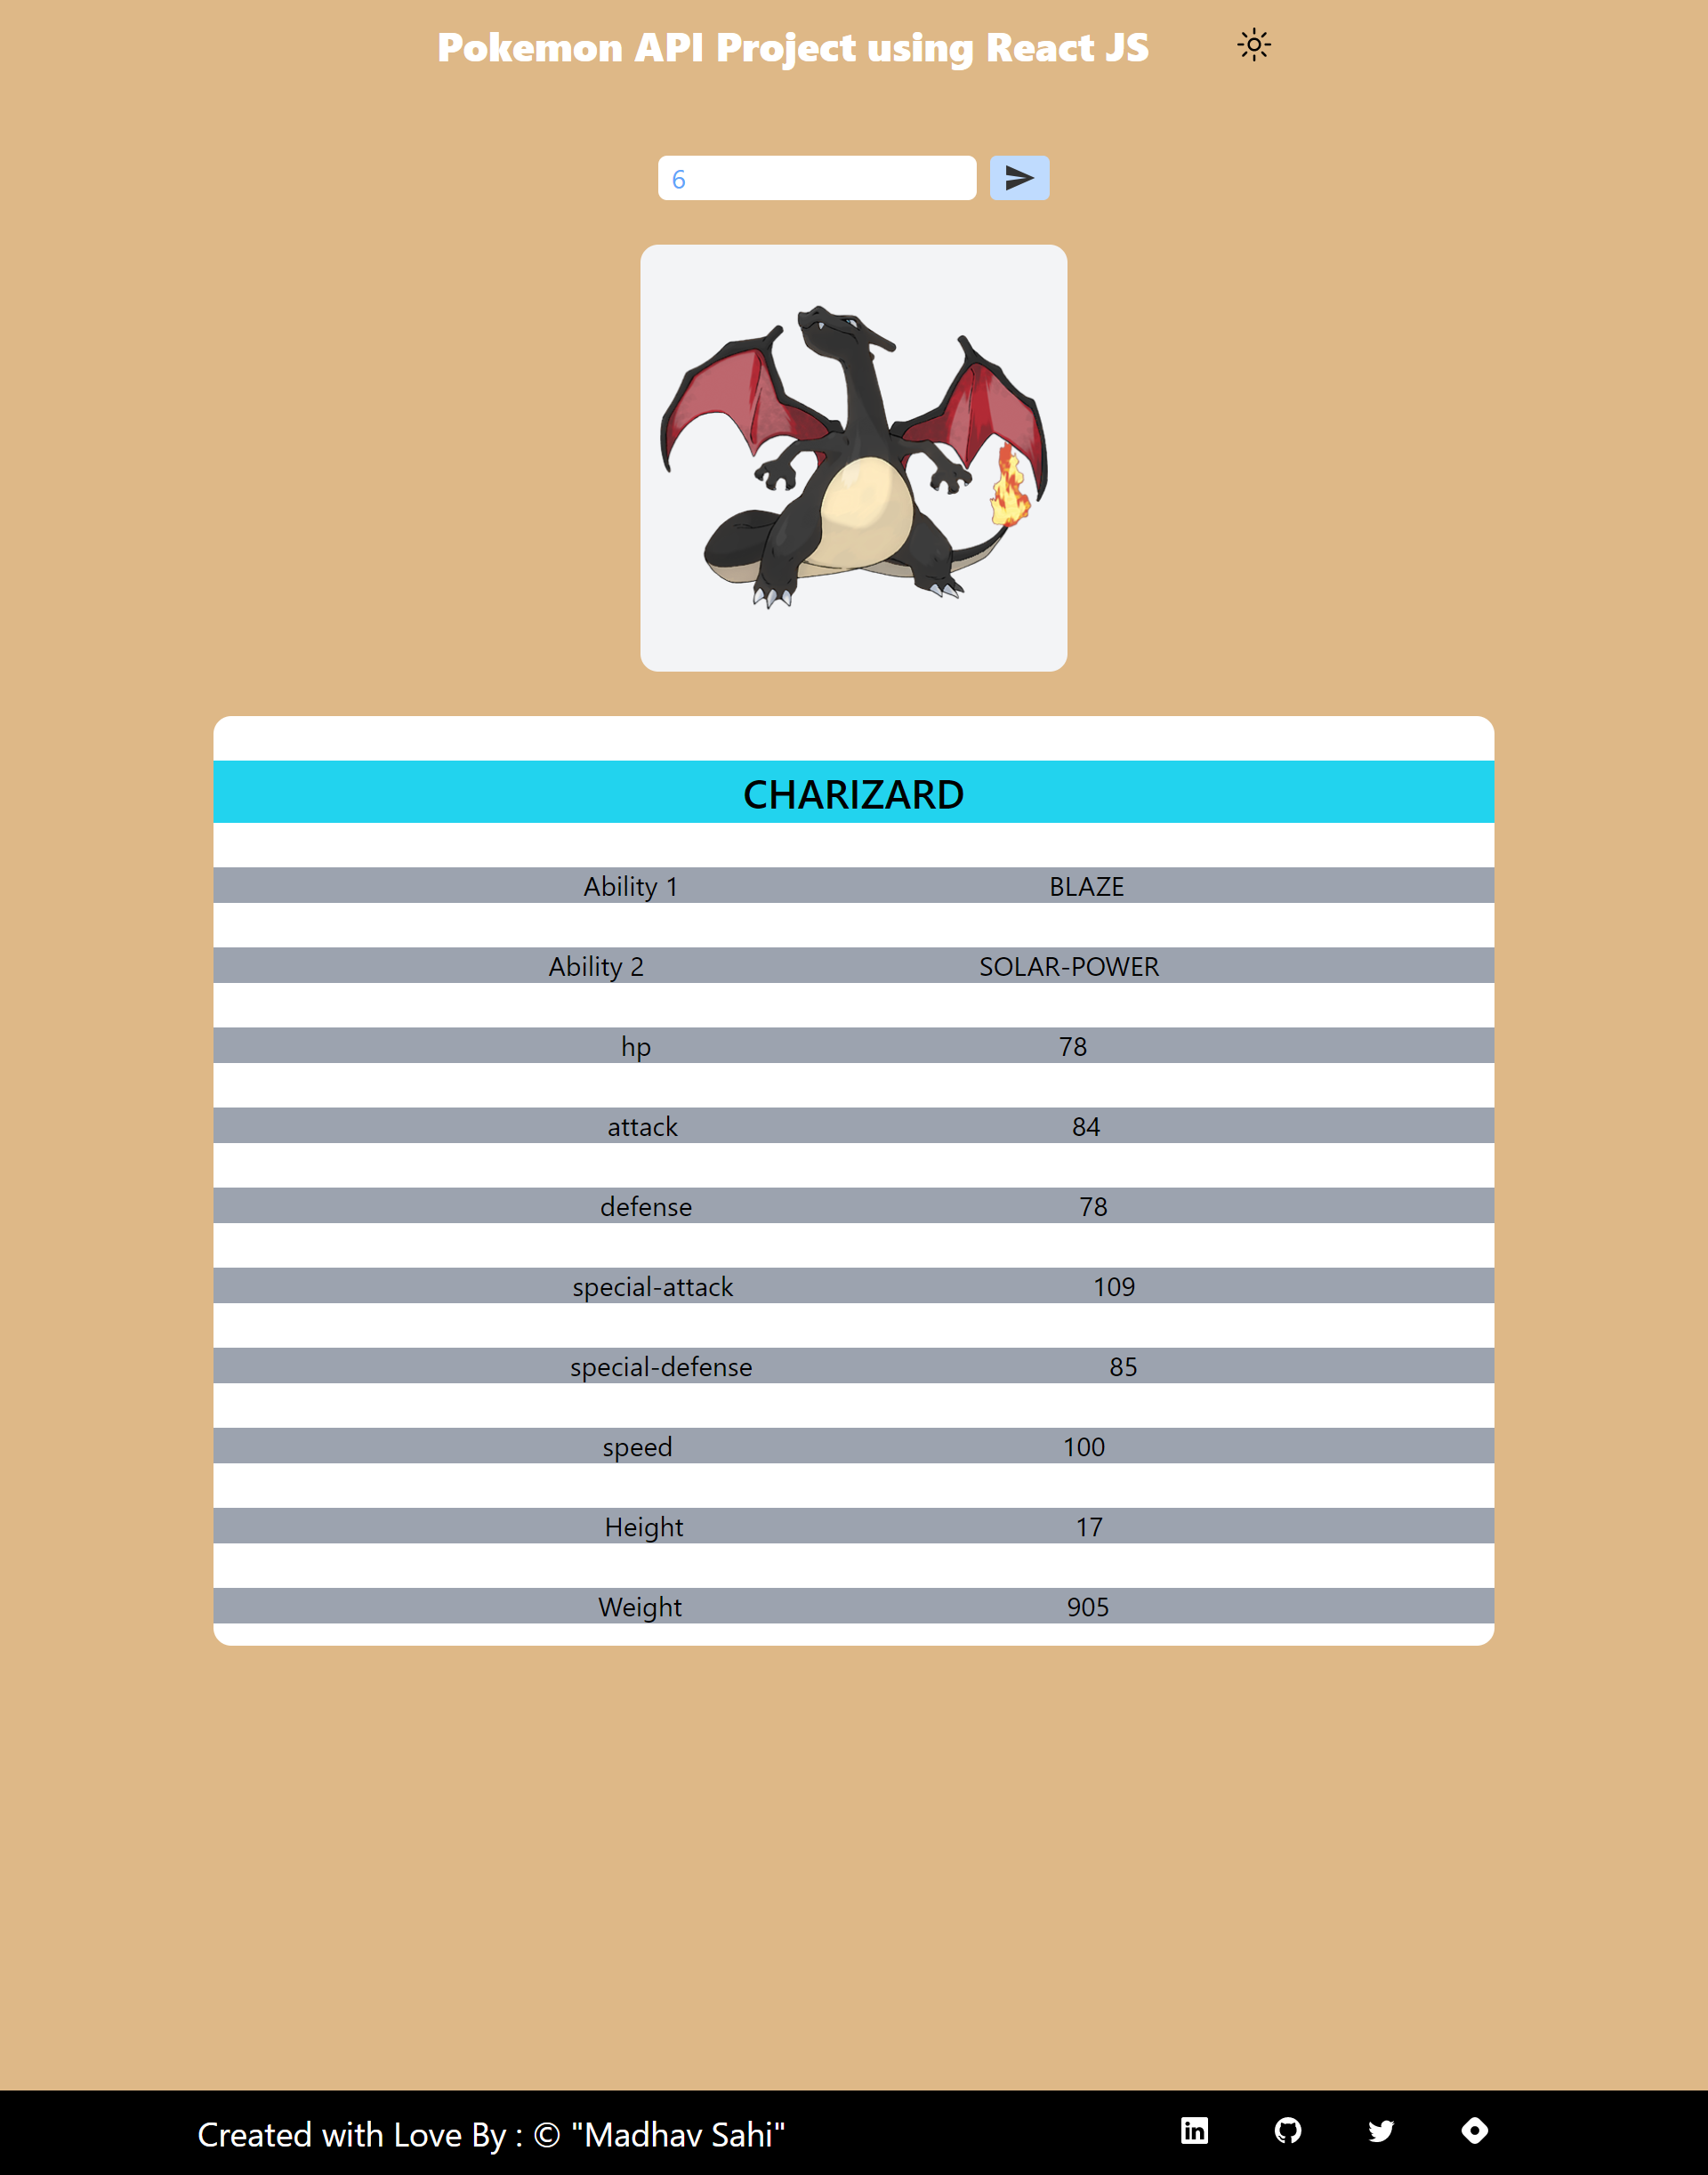 Pokemon API Project using React JS
6
CHARIZARD
Ability 1 BLAZE
Ability 2 SOLAR-POWER
hp 78
attack 84
defense 78
special-attack 109
special-defense 85
speed 100
Height 17
Weight 905
Created with Love By : © "Madhav Sahi"